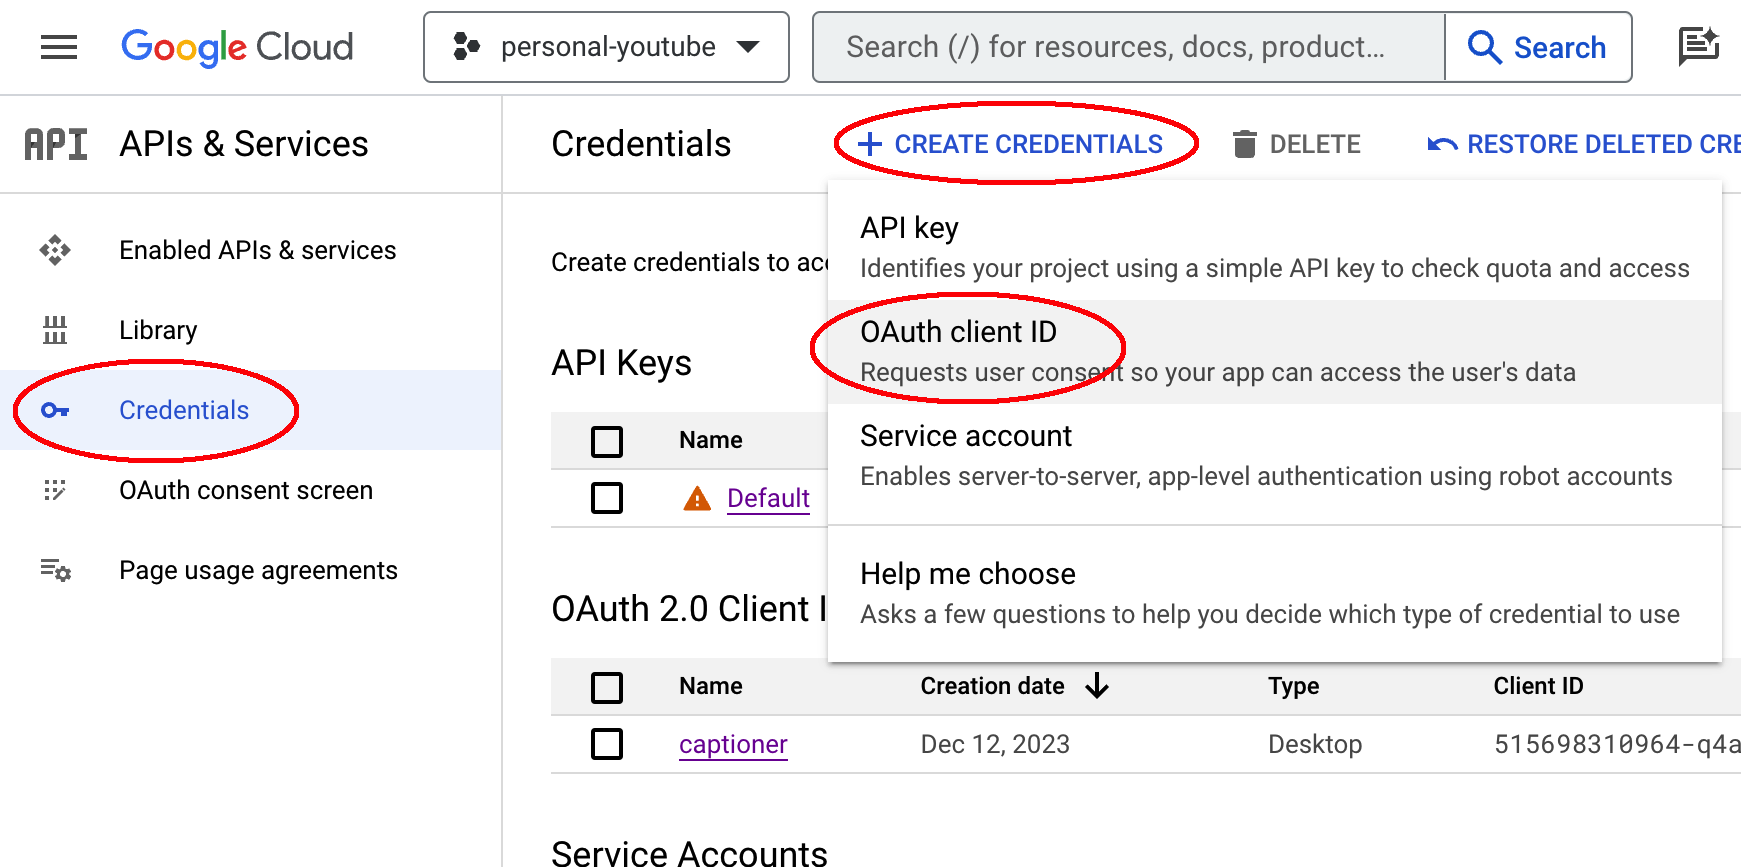 Google Cloud
personal-youtube
Search (/) for resources, docs, product...
Search
API
APIs & Services
Credentials
CREATE CREDENTIALS
DELETE
RESTORE DELETED CRE
Enabled APIs & services
Library
Credentials
OAuth consent screen
Page usage agreements
Create credentials to acc
API key
Identifies your project using a simple API key to check quota and access
OAuth client ID
Requests user consent so your app can access the user's data
Service account
Enables server-to-server, app-level authentication using robot accounts
Help me choose
Asks a few questions to help you decide which type of credential to use
API Keys
Name
Default
OAuth 2.0 Client I
Name Creation date Type Client ID
captioner Dec 12, 2023 Desktop 515698310964-q4a
Service Accounts